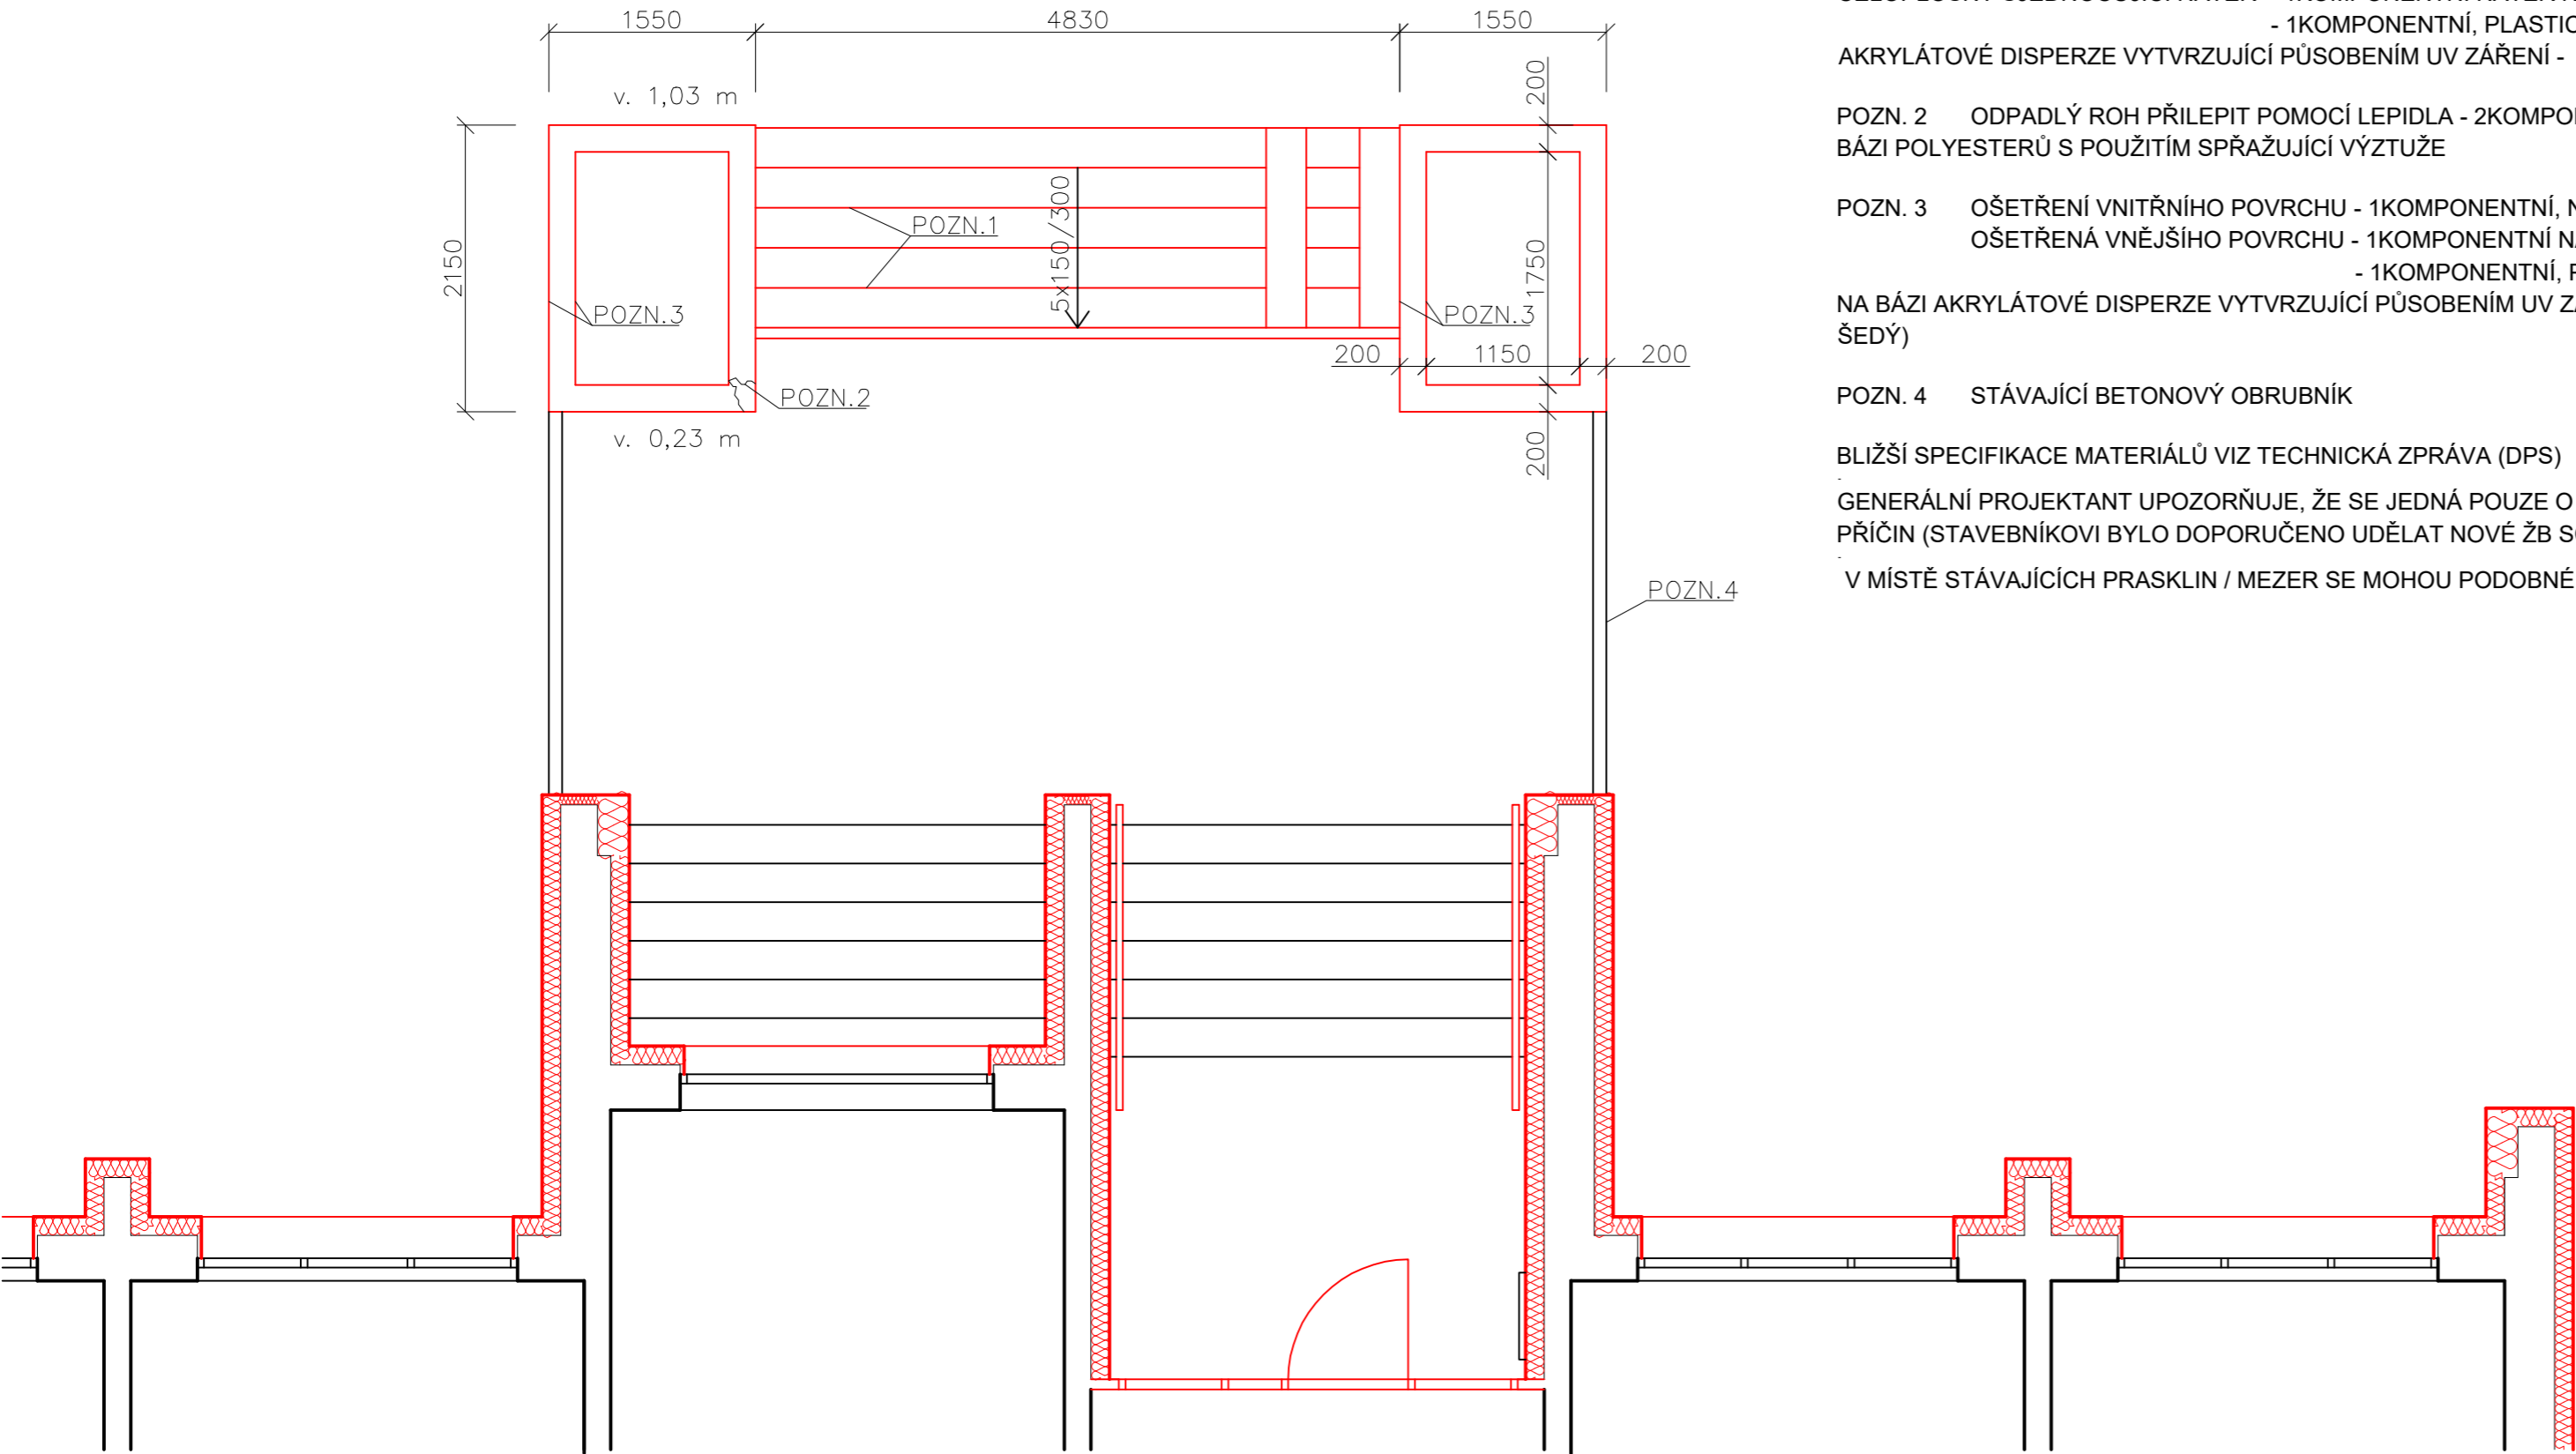 1550
4830
1550
v. 1,03 m
200
2150
POZN.1
5x150/300
1750
POZN.3
POZN.3
200
1150
200
POZN.2
v. 0,23 m
200
POZN.4
- 1KOMPONENTNÍ, PLASTIC
AKRYLÁTOVÉ DISPERZE VYTVRZUJÍCÍ PŮSOBENÍM UV ZÁŘENÍ -
POZN. 2 ODPADLÝ ROH PŘILEPIT POMOCÍ LEPIDLA - 2KOMPO
BÁZI POLYESTERŮ S POUŽITÍM SPŘAŽUJÍCÍ VÝZTUŽE
POZN. 3 OŠETŘENÍ VNITŘNÍHO POVRCHU - 1KOMPONENTNÍ,
OŠETŘENÁ VNĚJŠÍHO POVRCHU - 1KOMPONENTNÍ
- 1KOMPONENTNÍ,
NA BÁZI AKRYLÁTOVÉ DISPERZE VYTVRZUJÍCÍ PŮSOBENÍM UV
ŠEDÝ)
POZN. 4 STÁVAJÍCÍ BETONOVÝ OBRUBNÍK
BLIŽŠÍ SPECIFIKACE MATERIÁLŮ VIZ TECHNICKÁ ZPRÁVA (DPS)
GENERÁLNÍ PROJEKTANT UPOZORŇUJE, ŽE SE JEDNÁ POUZE O
PŘÍČIN (STAVEBNÍKOVI BYLO DOPORUČENO UDĚLAT NOVÉ ŽB
V MÍSTĚ STÁVAJÍCÍCH PRASKLIN / MEZER SE MOHOU PODOBNÉ